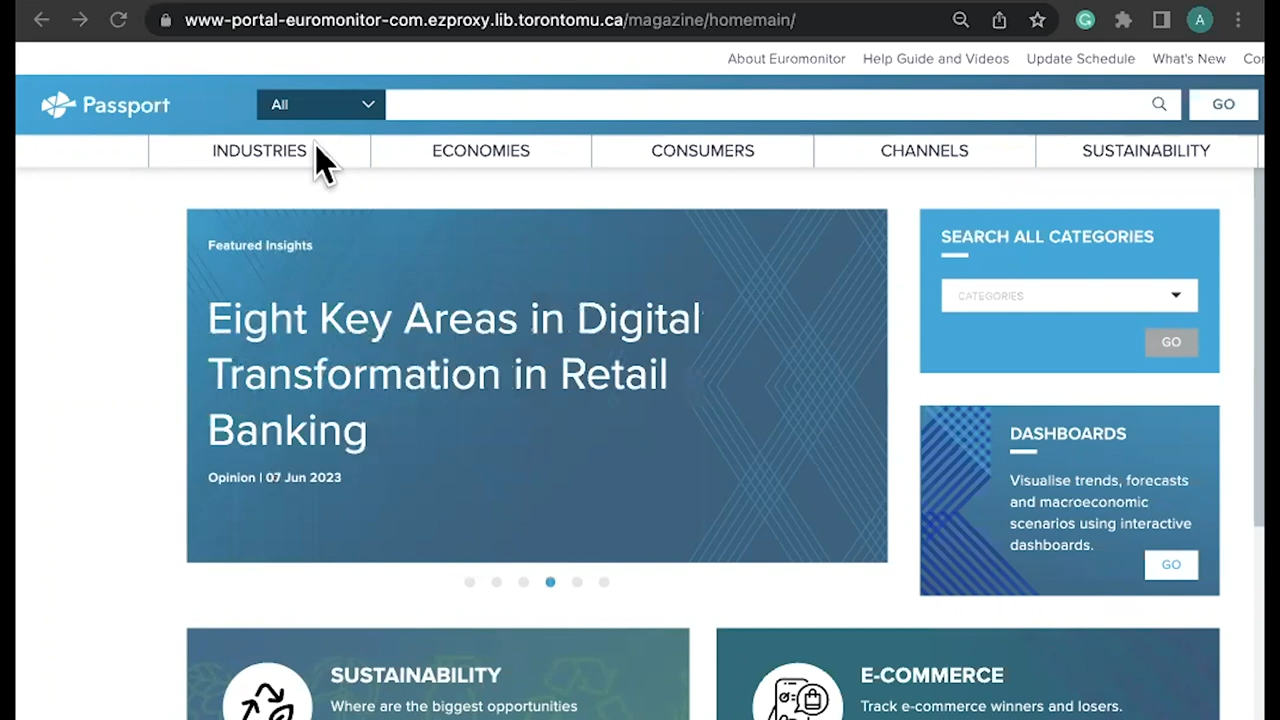 www-portal-euromonitor-com.ezproxy.lib.torontomu.ca/magazine/homemain/
G
A
About Euromonitor Help Guide and Videos Update Schedule What's New
Passport All GO
INDUSTRIES ECONOMIES CONSUMERS CHANNELS SUSTAINABILITY
Featured Insights
Eight Key Areas in Digital
Transformation in Retail
Banking
Opinion | 07 Jun 2023
SEARCH ALL CATEGORIES
CATEGORIES
GO
DASHBOARDS
Visualise trends, forecasts
and macroeconomic
scenarios using interactive
dashboards.
GO
SUSTAINABILITY
Where are the biggest opportunities
E-COMMERCE
Track e-commerce winners and losers.